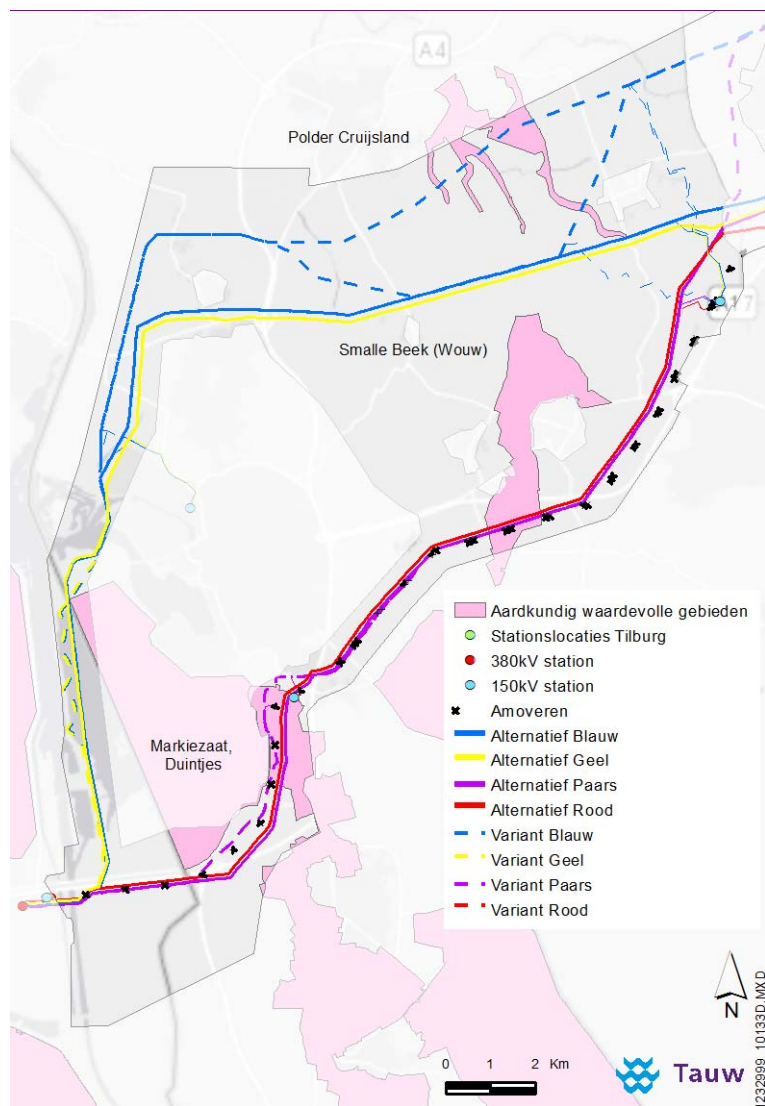 A4
Polder Cruijsland
A17
Smalle Beek (Wouw)
Markiezaat,
Duintjes
Aardkundig waardevolle gebieden
Stationslocaties Tilburg
380kV station
150kV station
Amoveren
Alternatief Blauw
Alternatief Geel
Alternatief Paars
Alternatief Rood
Variant Blauw
Variant Geel
Variant Paars
Variant Rood
N
0 1 2 Km
Tauw
1232999_10133D.MXD